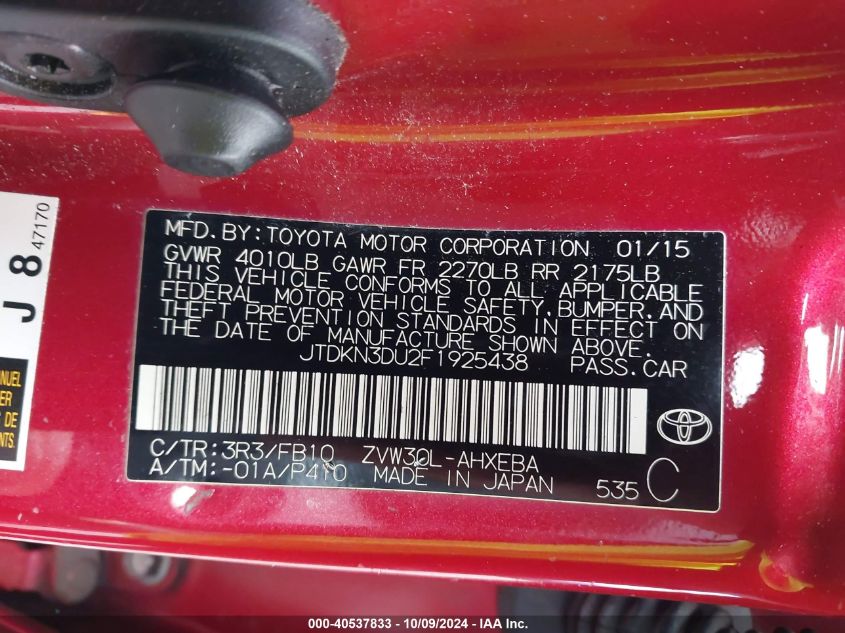 MFD. BY: TOYOTA MOTOR CORPORATION 01/15
GVWR 4010LB GAWR FR 2270LB RR 2175LB
THIS VEHICLE CONFORMS TO ALL APPLICABLE
FEDERAL MOTOR VEHICLE SAFETY, BUMPER, AND
THEFT PREVENTION STANDARDS IN EFFECT ON
THE DATE OF MANUFACTURE SHOWN ABOVE.
JTDKN3DU2F1925438 PASS.CAR
C/TR: 3R3/FB10 ZVW30L-AHXEBA
A/TM: -01A/P410 MADE IN JAPAN 535 C
J 8 47170
DE
000-40537833 - 10/09/2024 - IAA